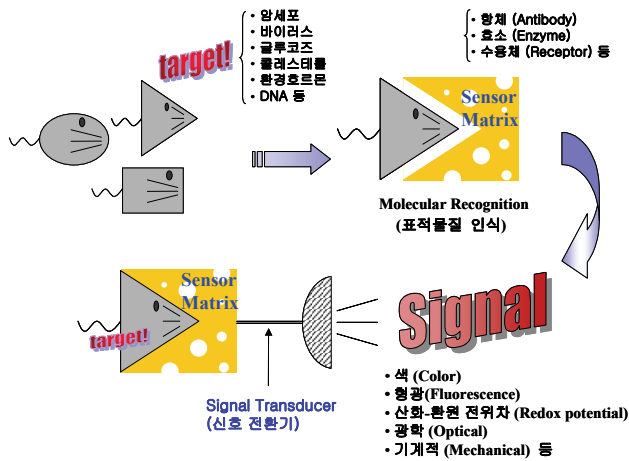 target!
• 암세포
• 바이러스
• 글루코즈
• 콜레스테롤
• 환경호르몬
• DNA 등
• 항체 (Antibody)
• 효소 (Enzyme)
• 수용체 (Receptor) 등
Sensor
Matrix
Molecular Recognition
(표적물질 인식)
Sensor
Matrix
target!
Signal
Signal Transducer
(신호 전환기)
• 색 (Color)
• 형광(Fluorescence)
• 산화-환원 전위차 (Redox potential)
• 광학 (Optical)
• 기계적 (Mechanical) 등